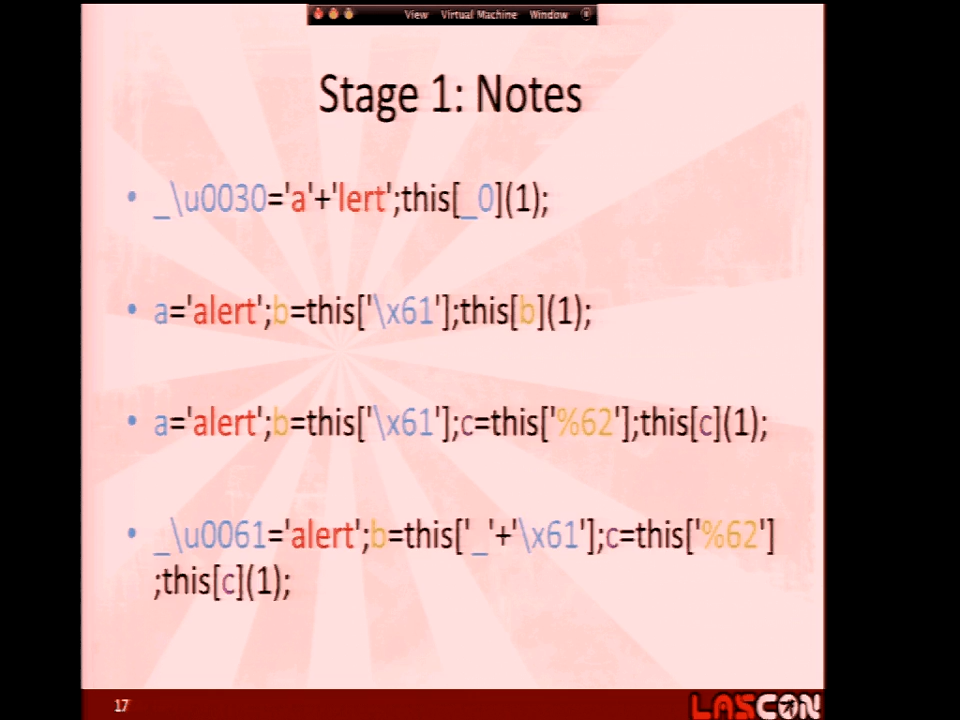 View Virtual Machine Window
Stage 1: Notes
• _\u0030='a'+'lert';this[_0](1);
• a='alert';b=this['\x61'];this[b](1);
• a='alert';b=this['\x61'];c=this['%62'];this[c](1);
• _\u0061='alert';b=this['_'+'\x61'];c=this['%62']
;this[c](1);
17
LASCON